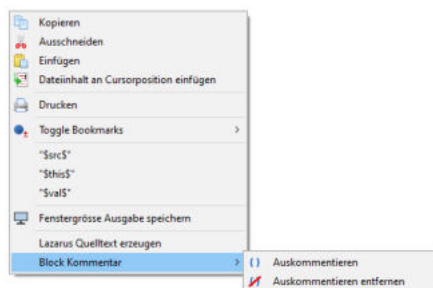 Kopieren
Ausschneiden
Einfügen
Dateiinhalt an Cursorposition einfügen
Drucken
Toggle Bookmarks
"$src$"
"$this$"
"$val$"
Fenstergrösse Ausgabe speichern
Lazarus Quelltext erzeugen
Block Kommentar
Auskommentieren
Auskommentieren entfernen